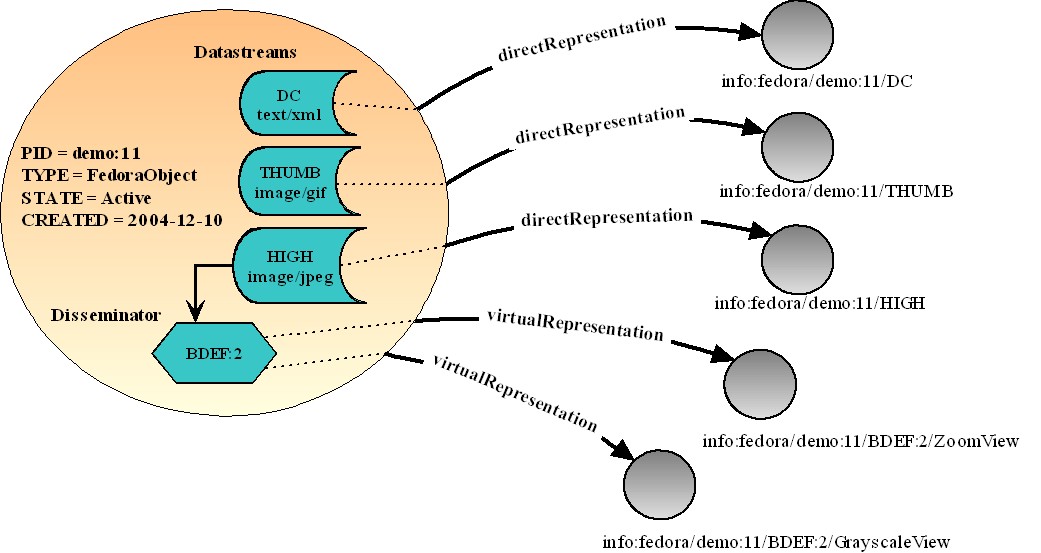 Datastreams
DC
text/xml
PID = demo:11
TYPE = FedoraObject
STATE = Active
CREATED = 2004-12-10
THUMB
image/gif
HIGH
image/jpeg
Disseminator
BDEF:2
directRepresentation
info:fedora/demo:11/DC
directRepresentation
info:fedora/demo:11/THUMB
directRepresentation
info:fedora/demo:11/HIGH
virtualRepresentation
info:fedora/demo:11/BDEF:2/ZoomView
virtualRepresentation
info:fedora/demo:11/BDEF:2/GrayscaleView